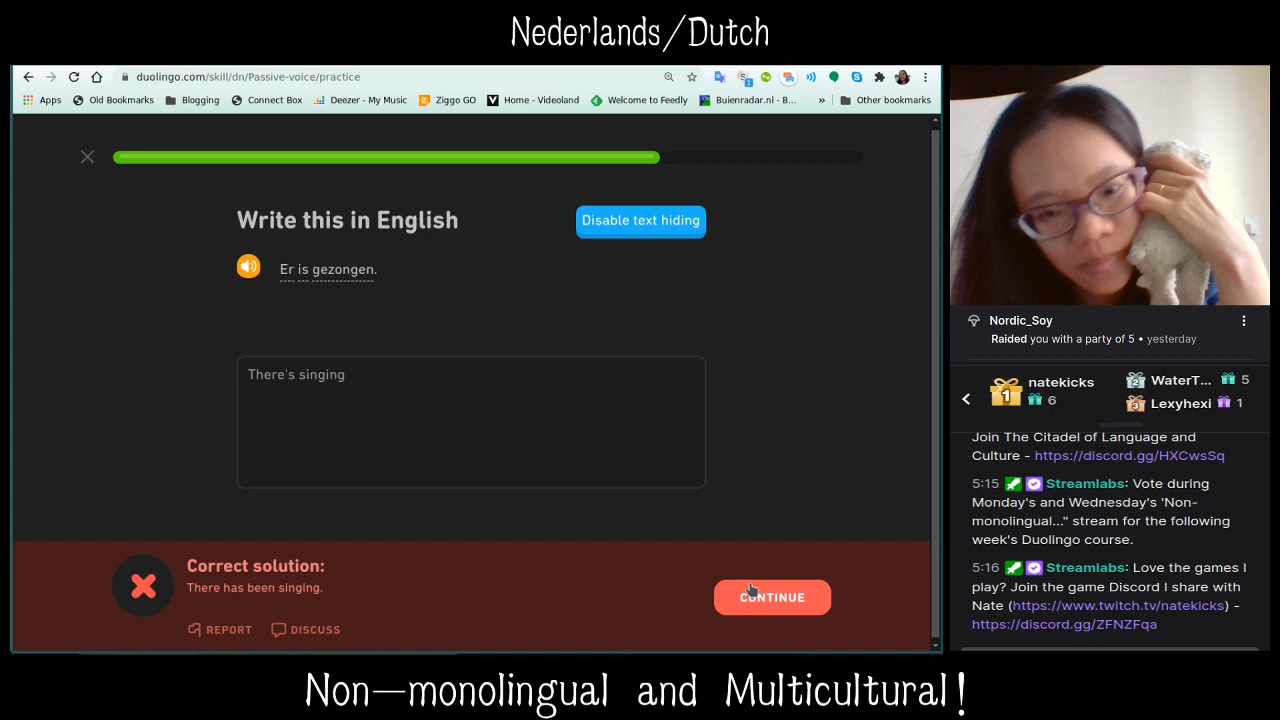 Nederlands/Dutch
duolingo.com/skill/dn/Passive-voice/practice
Apps Old Bookmarks Blogging Connect Box Deezer - My Music Ziggo GO Home - Videoland Welcome to Feedly Buienradar.nl - B... » Other bookmarks
Write this in English
Disable text hiding
Er is gezongen.
There's singing
Correct solution:
There has been singing.
CONTINUE
REPORT DISCUSS
Nordic_Soy
Raided you with a party of 5 • yesterday
1 natekicks 6
2 WaterT... 5
3 Lexyhexi 1
Join The Citadel of Language and
Culture - https://discord.gg/HXCwsSq
5:15 Streamlabs: Vote during
Monday's and Wednesday's 'Non-
monolingual..." stream for the following
week's Duolingo course.
5:16 Streamlabs: Love the games I
play? Join the game Discord I share with
Nate (https://www.twitch.tv/natekicks) -
https://discord.gg/ZFNZFqa
Non-monolingual and Multicultural!